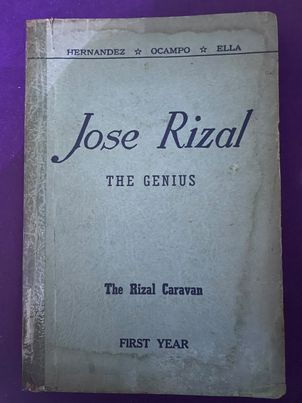 HERNANDEZ ☆ OCAMPO ☆ ELLA
Jose Rizal
THE GENIUS
The Rizal Caravan
FIRST YEAR